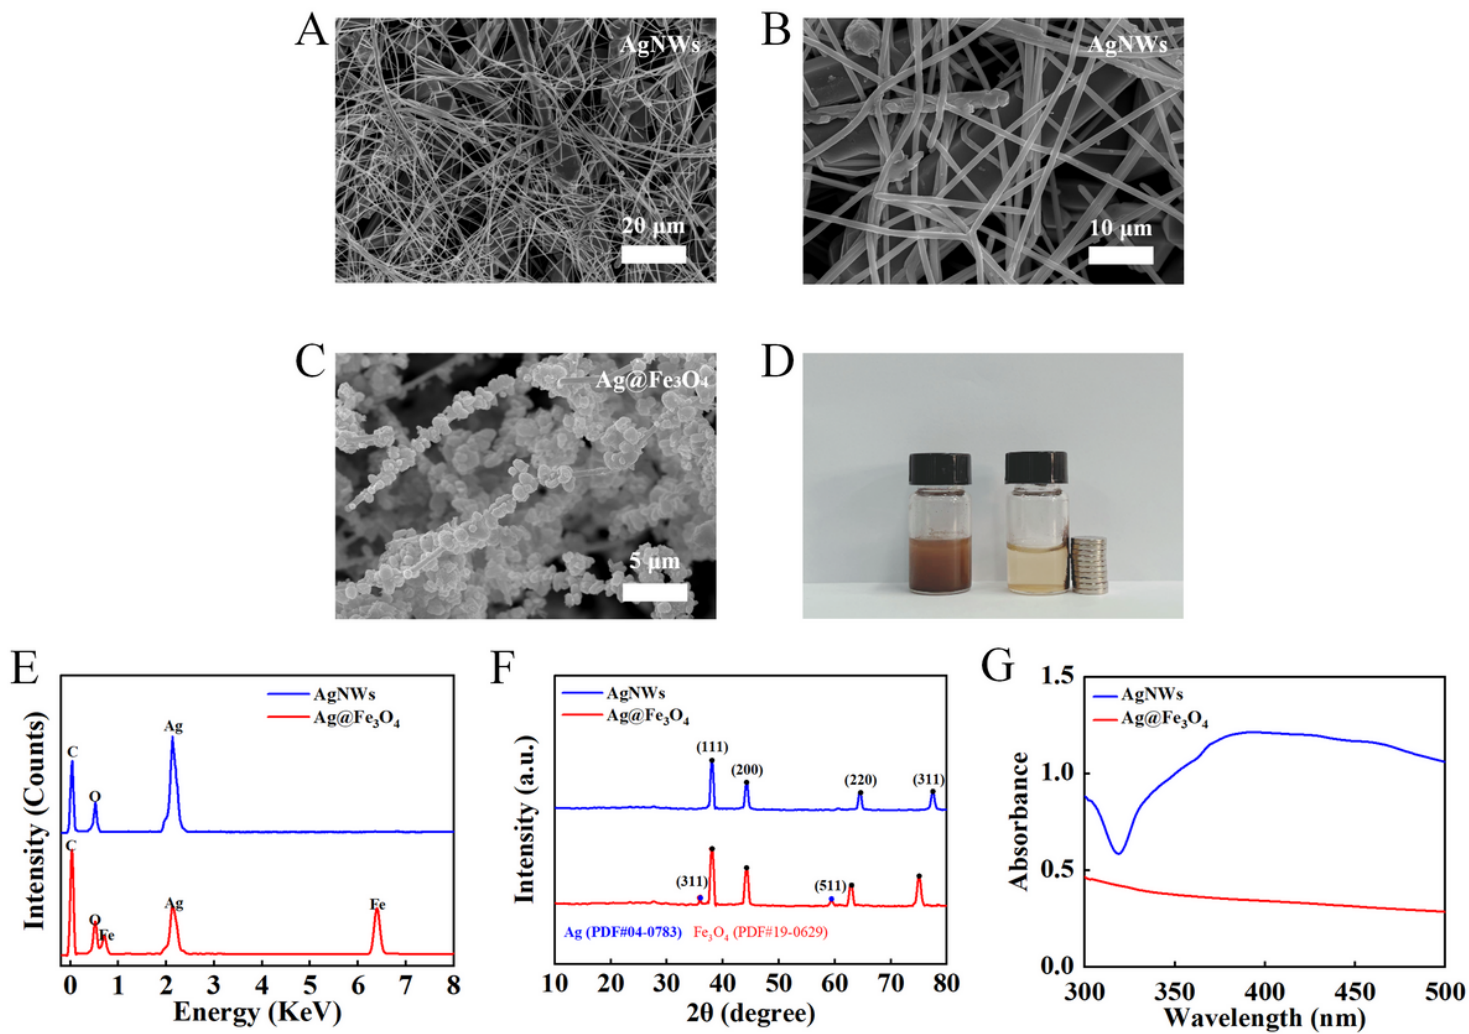 A
AgNWs
20 μm
B
AgNWs
10 μm
C
Ag@Fe₃O₄
5 μm
D
E
AgNWs
Ag@Fe₃O₄
C
O
Ag
C
O
Fe
Ag
Fe
Intensity (Counts)
0 1 2 3 4 5 6 7 8
Energy (KeV)
F
AgNWs
Ag@Fe₃O₄
(111)
(200)
(220)
(311)
(311)
(511)
Ag (PDF#04-0783) Fe₃O₄ (PDF#19-0629)
Intensity (a.u.)
10 20 30 40 50 60 70 80
2θ (degree)
G
AgNWs
Ag@Fe₃O₄
1.5
1.0
0.5
0.0
Absorbance
300 350 400 450 500
Wavelength (nm)